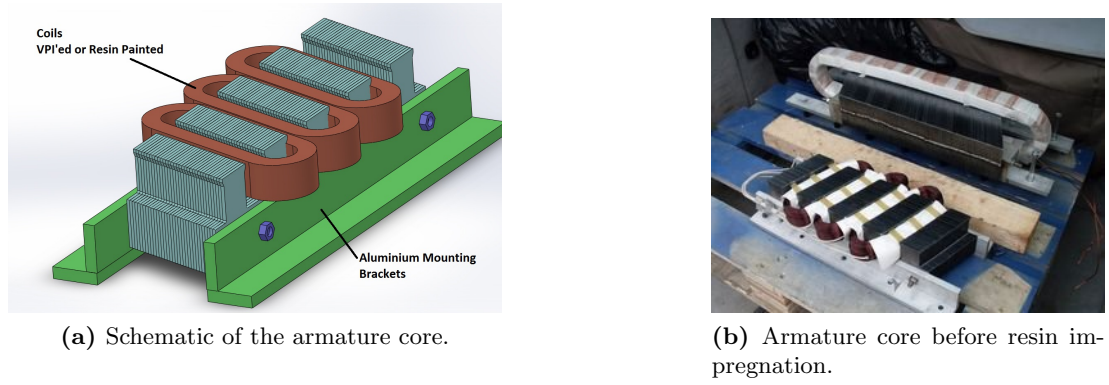 Coils
VPI'ed or Resin Painted
Aluminium Mounting
Brackets
(a) Schematic of the armature core.
(b) Armature core before resin im-
pregnation.